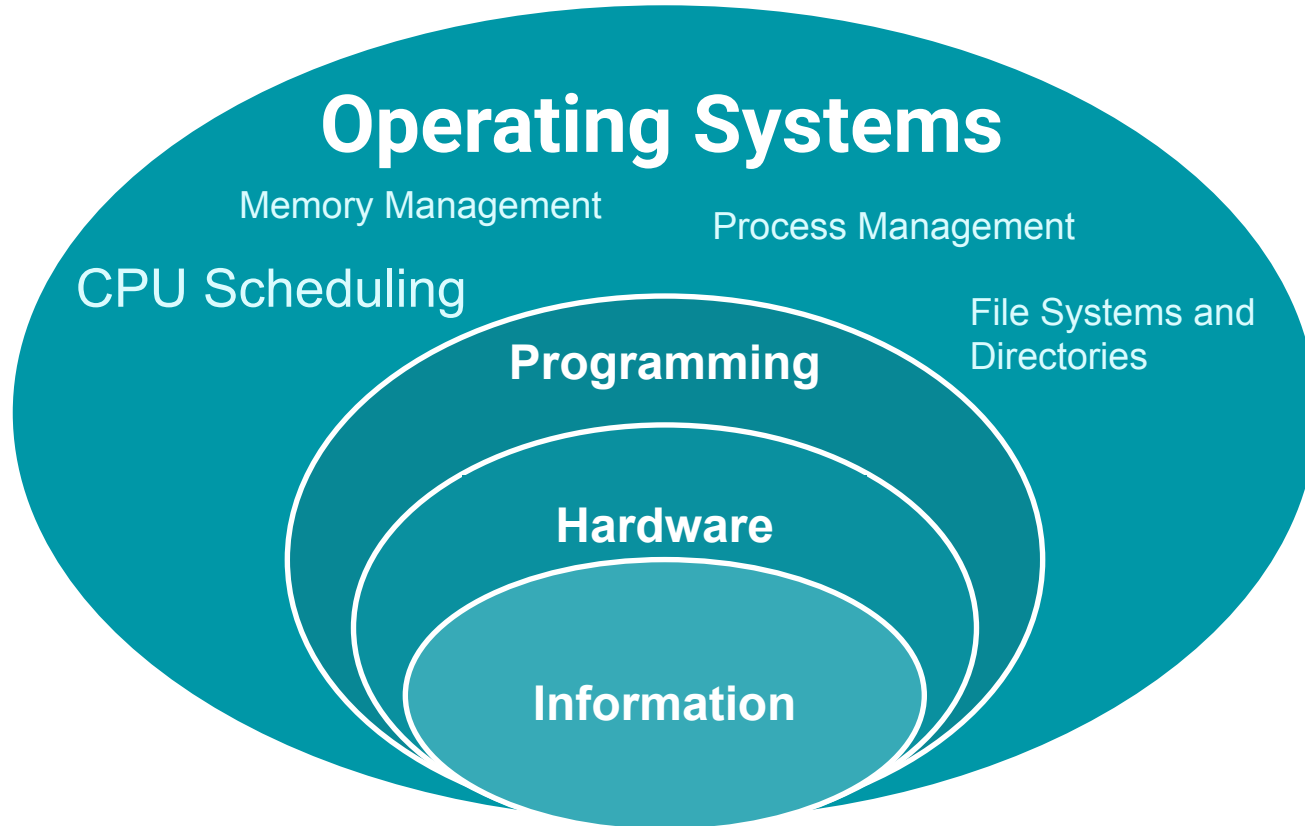 Operating Systems
Memory Management
Process Management
CPU Scheduling
File Systems and
Directories
Programming
Hardware
Information